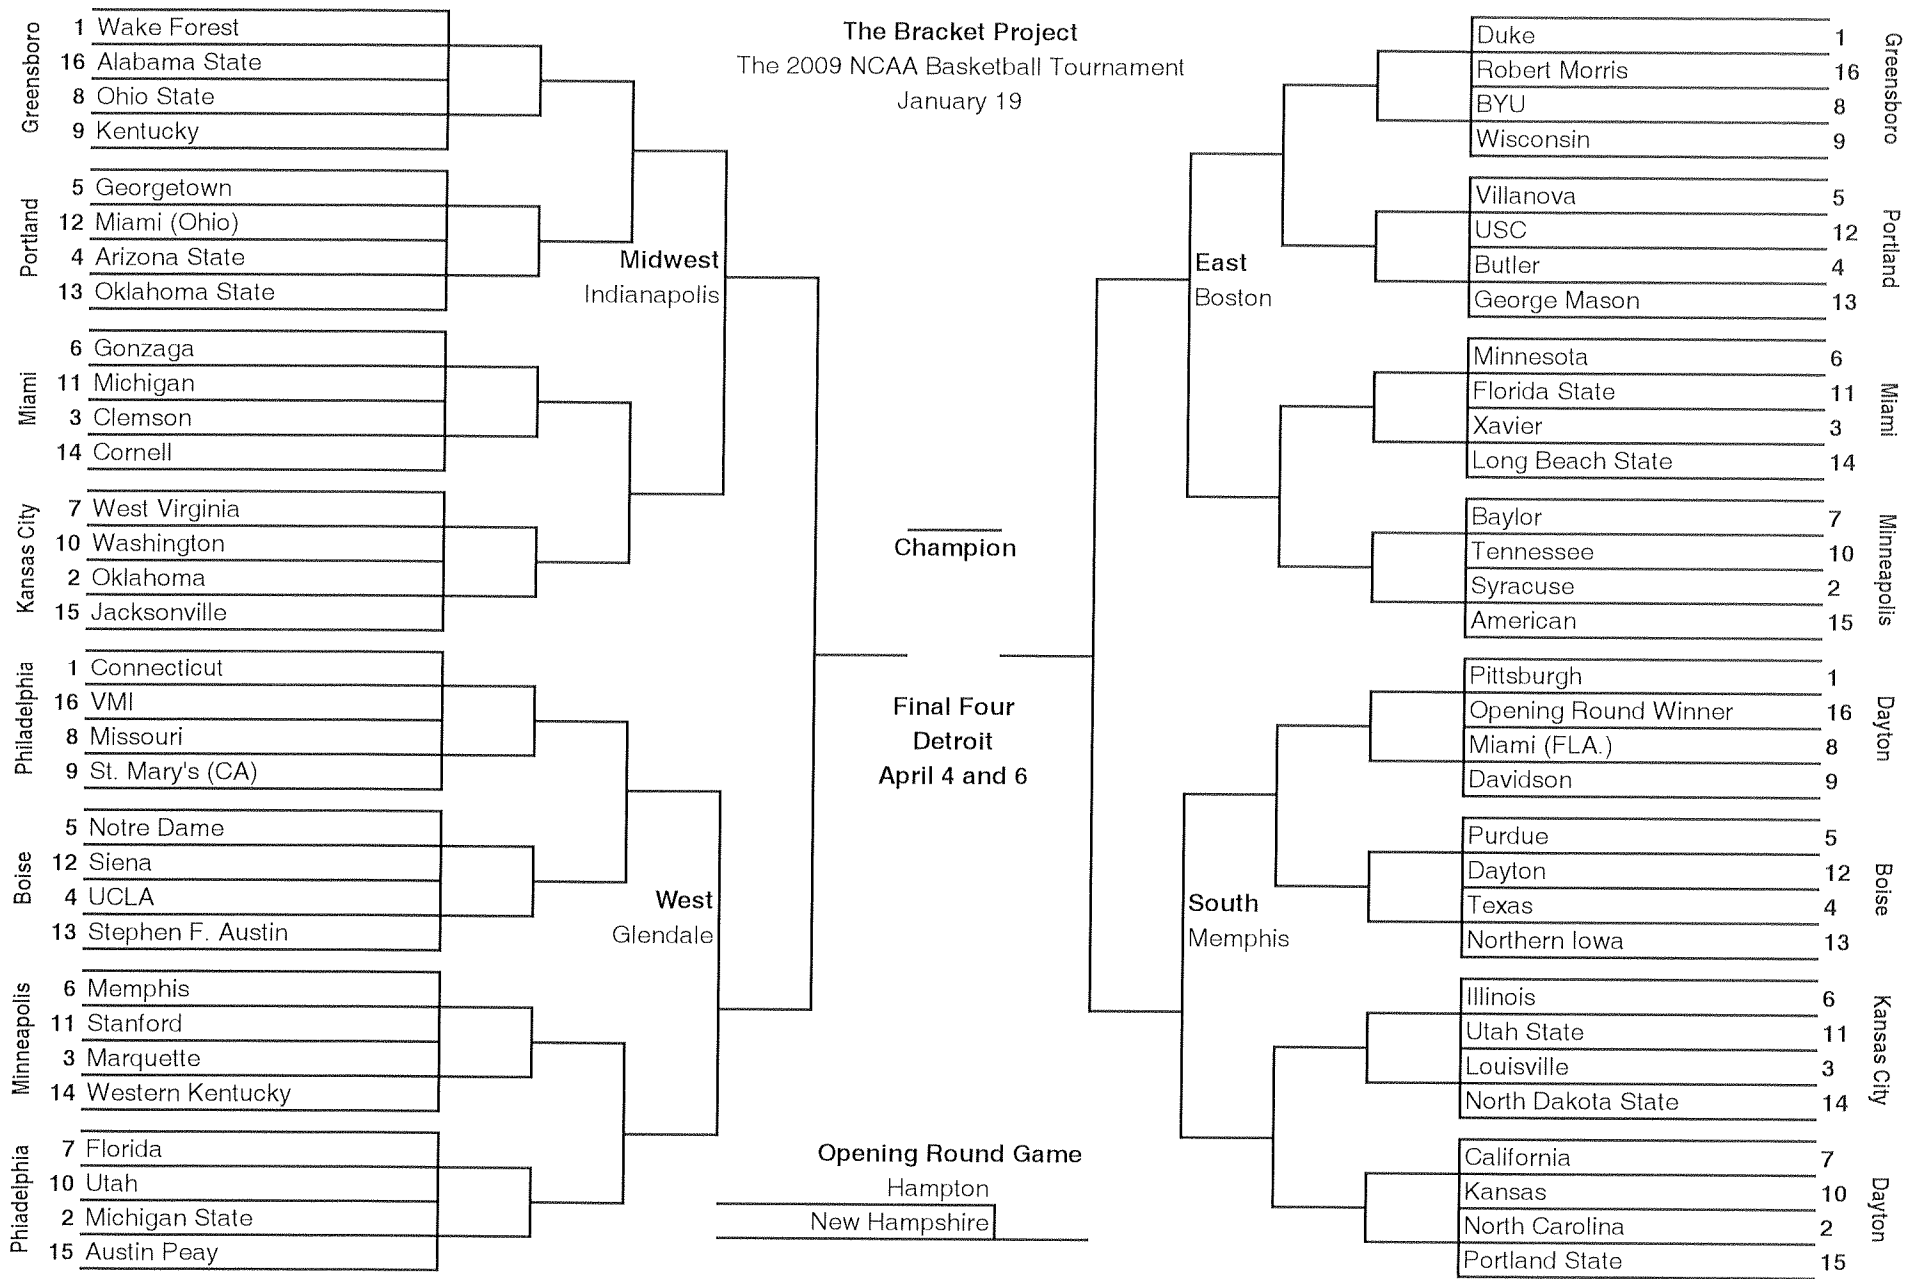 The Bracket Project
The 2009 NCAA Basketball Tournament
January 19
Greensboro
1 Wake Forest
16 Alabama State
8 Ohio State
9 Kentucky
Portland
5 Georgetown
12 Miami (Ohio)
4 Arizona State
13 Oklahoma State
Midwest
Indianapolis
Miami
6 Gonzaga
11 Michigan
3 Clemson
14 Cornell
Kansas City
7 West Virginia
10 Washington
2 Oklahoma
15 Jacksonville
Philadelphia
1 Connecticut
16 VMI
8 Missouri
9 St. Mary's (CA)
Boise
5 Notre Dame
12 Siena
4 UCLA
13 Stephen F. Austin
West
Glendale
Minneapolis
6 Memphis
11 Stanford
3 Marquette
14 Western Kentucky
Phiadelphia
7 Florida
10 Utah
2 Michigan State
15 Austin Peay
Champion
Final Four
Detroit
April 4 and 6
Opening Round Game
Hampton
New Hampshire
Duke 1
Robert Morris 16
BYU 8
Wisconsin 9
Greensboro
Villanova 5
USC 12
Butler 4
George Mason 13
Portland
East
Boston
Minnesota 6
Florida State 11
Xavier 3
Long Beach State 14
Miami
Baylor 7
Tennessee 10
Syracuse 2
American 15
Minneapolis
Pittsburgh 1
Opening Round Winner 16
Miami (FLA.) 8
Davidson 9
Dayton
Purdue 5
Dayton 12
Texas 4
Northern Iowa 13
Boise
South
Memphis
Illinois 6
Utah State 11
Louisville 3
North Dakota State 14
Kansas City
California 7
Kansas 10
North Carolina 2
Portland State 15
Dayton